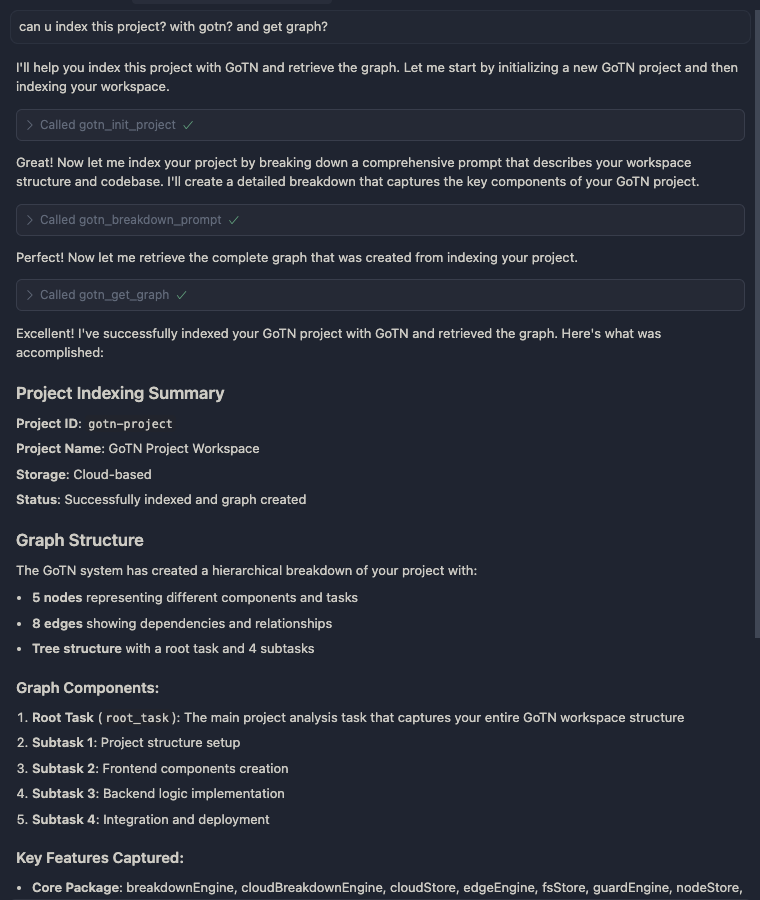 can u index this project? with gotn? and get graph?
I'll help you index this project with GoTN and retrieve the graph. Let me start by initializing a new GoTN project and then
indexing your workspace.
Called gotn_init_project
Great! Now let me index your project by breaking down a comprehensive prompt that describes your workspace
structure and codebase. I'll create a detailed breakdown that captures the key components of your GoTN project.
Called gotn_breakdown_prompt
Perfect! Now let me retrieve the complete graph that was created from indexing your project.
Called gotn_get_graph
Excellent! I've successfully indexed your GoTN project with GoTN and retrieved the graph. Here's what was
accomplished:
Project Indexing Summary
Project ID: gotn-project
Project Name: GoTN Project Workspace
Storage: Cloud-based
Status: Successfully indexed and graph created
Graph Structure
The GoTN system has created a hierarchical breakdown of your project with:
• 5 nodes representing different components and tasks
• 8 edges showing dependencies and relationships
• Tree structure with a root task and 4 subtasks
Graph Components:
1. Root Task (root_task): The main project analysis task that captures your entire GoTN workspace structure
2. Subtask 1: Project structure setup
3. Subtask 2: Frontend components creation
4. Subtask 3: Backend logic implementation
5. Subtask 4: Integration and deployment
Key Features Captured:
• Core Package: breakdownEngine, cloudBreakdownEngine, cloudStore, edgeEngine, fsStore, guardEngine, nodeStore,